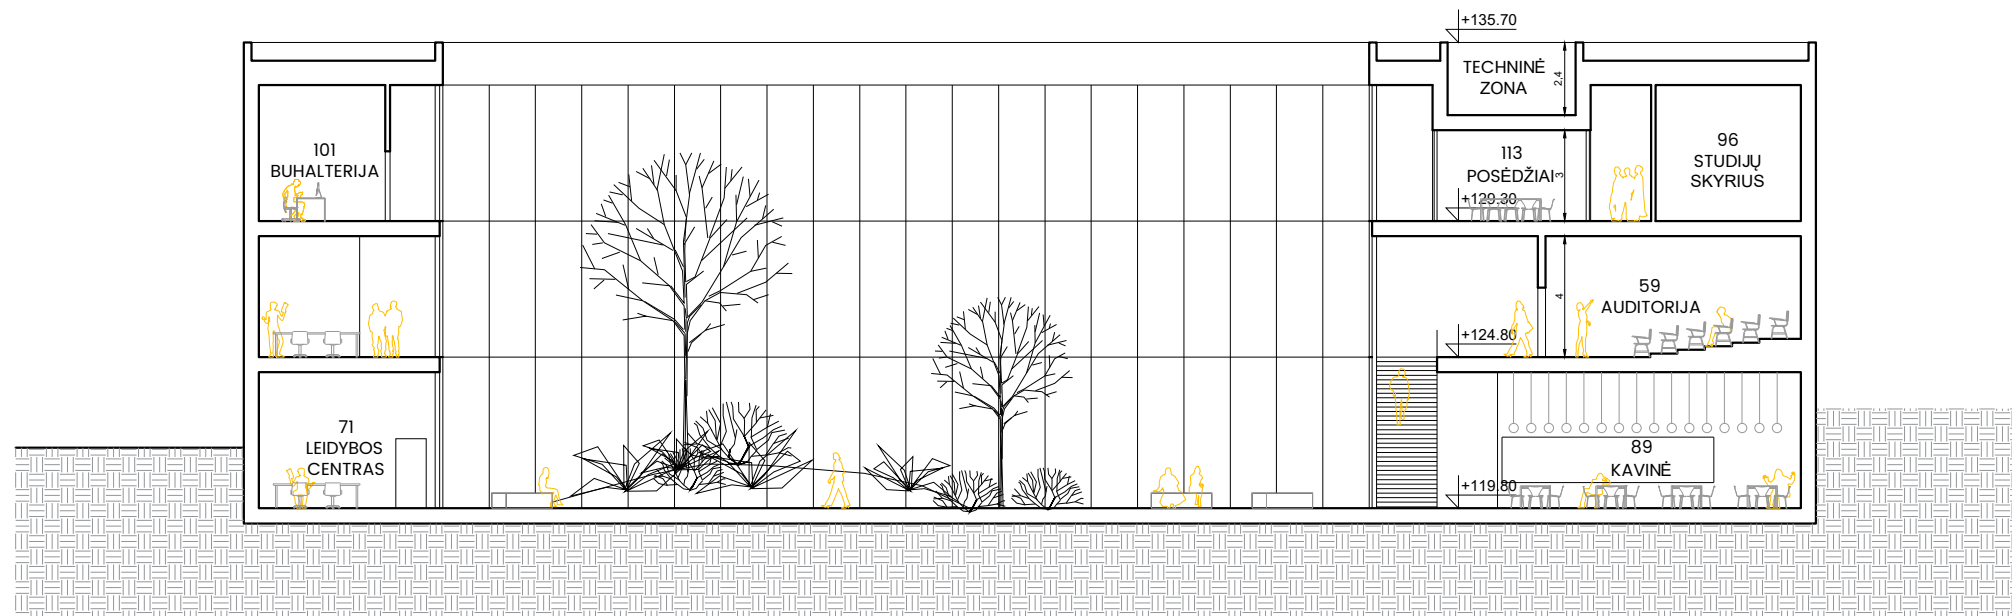 +135.70
TECHNINĖ
ZONA
2,4
101
BUHALTERIJA
113
POSĖDŽIAI
3
96
STUDIJŲ
SKYRIUS
+129.30
4
59
AUDITORIJA
+124.80
71
LEIDYBOS
CENTRAS
89
KAVINĖ
+119.80